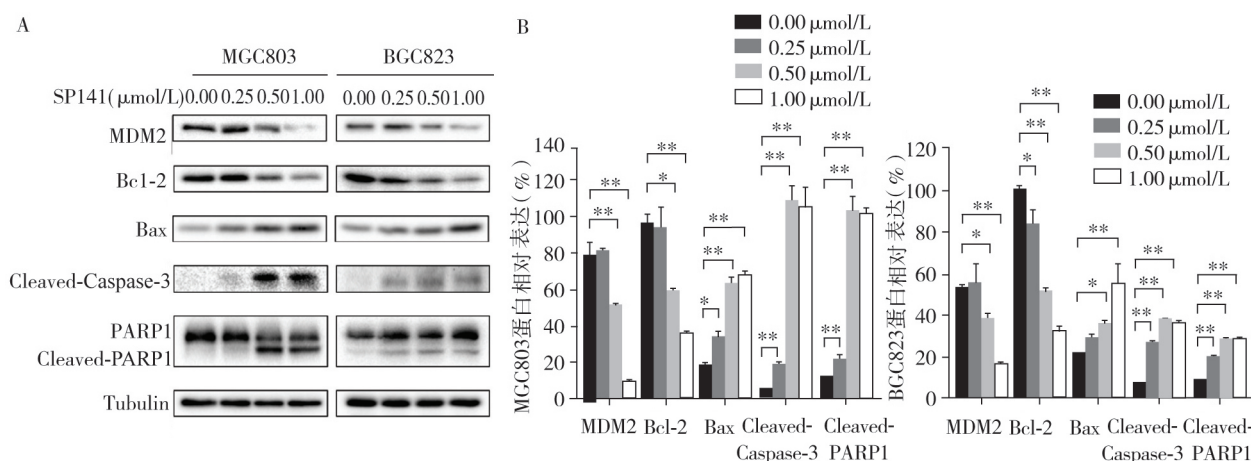 A
MGC803
BGC823
SP141(μmol/L) 0.00 0.25 0.50 1.00 0.00 0.25 0.50 1.00
MDM2
Bc1-2
Bax
Cleaved-Caspase-3
PARP1
Cleaved-PARP1
Tubulin
B
0.00 μmol/L
0.25 μmol/L
0.50 μmol/L
1.00 μmol/L
MGC803蛋白相对表达(%)
140
120
100
80
60
40
20
0
** ** ** * ** ** * ** ** ** ** ** **
MDM2 Bcl-2 Bax Cleaved-Caspase-3 Cleaved-PARP1
0.00 μmol/L
0.25 μmol/L
0.50 μmol/L
1.00 μmol/L
BGC823蛋白相对表达(%)
120
100
80
60
40
20
0
** * ** ** * ** * ** ** ** ** ** **
MDM2 Bcl-2 Bax Cleaved-Caspase-3 Cleaved-PARP1